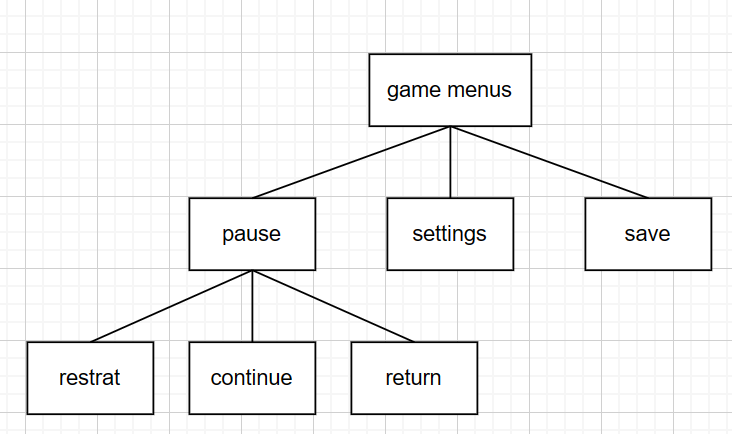 game menus
pause
settings
save
restrat
continue
return